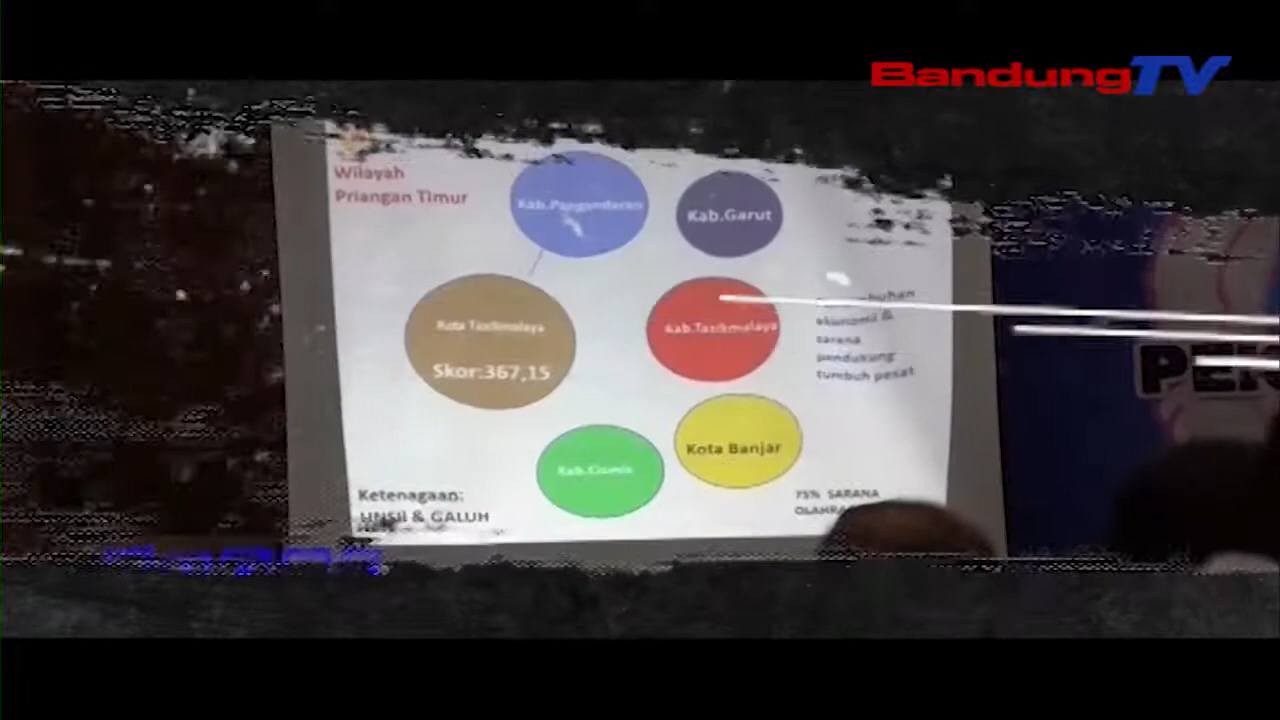 BandungTV
Wilayah
Priangan Timur
Kab.Pangandaran
Kab.Garut
Kota Tasikmalaya
Skor:367,15
Kab.Tasikmalaya
ekonomi &
sarana
pendukung
tumbuh pesat
Kab.Ciamis
Kota Banjar
Ketenagaan:
UNSIL & GALUH
75% SARANA